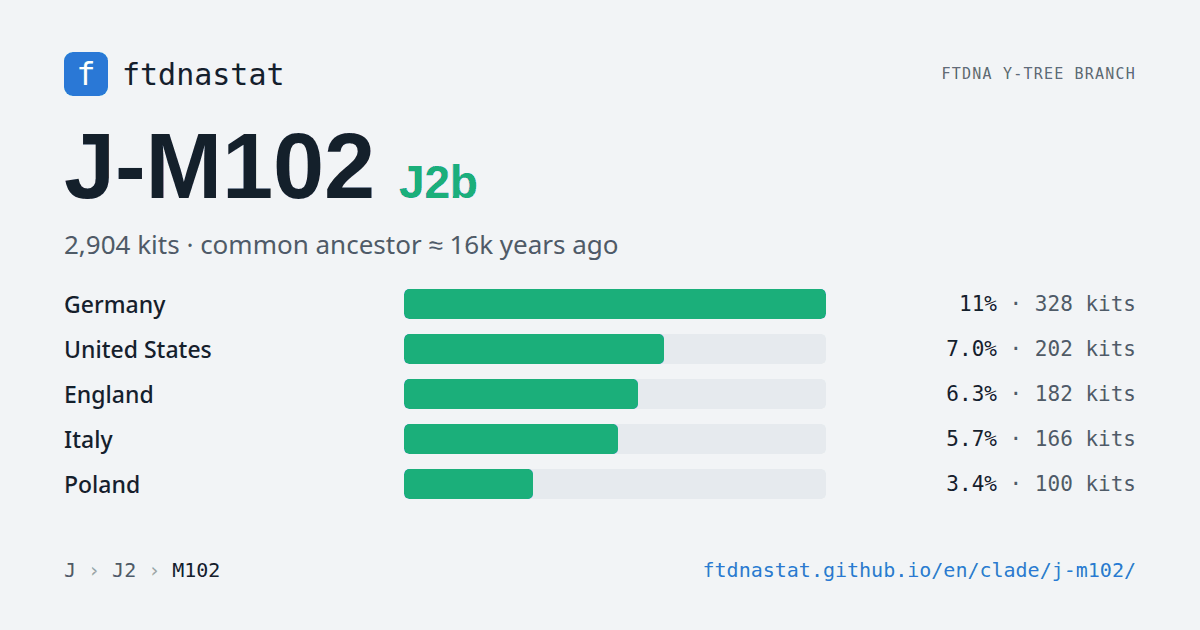 f ftdnastat
FTDNA Y-TREE BRANCH
J-M102 J2b
2,904 kits · common ancestor ≈ 16k years ago
Germany 11% · 328 kits
United States 7.0% · 202 kits
England 6.3% · 182 kits
Italy 5.7% · 166 kits
Poland 3.4% · 100 kits
J › J2 › M102
ftdnastat.github.io/en/clade/j-m102/